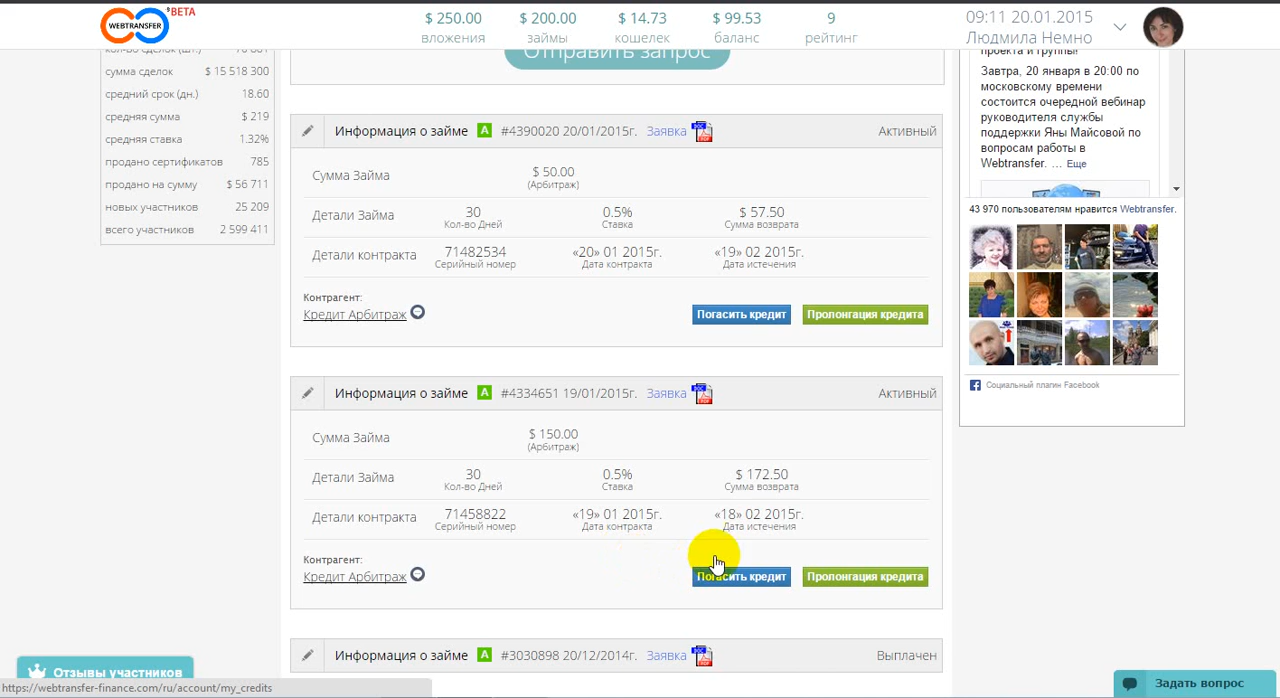 WEBTRANSFER
BETA
$ 250.00
вложения
$ 200.00
займы
$ 14.73
кошелек
$ 99.53
баланс
9
рейтинг
09:11 20.01.2015
Людмила Немно
сумма сделок $ 15 518 300
средний срок (дн.) 18.60
средняя сумма $ 219
средняя ставка 1.32%
продано сертификатов 785
продано на сумму $ 56 711
новых участников 25 209
всего участников 2 599 411
Отправить запрос
Информация о займе A #4390020 20/01/2015г. Заявка PDF Активный
Сумма Займа $ 50.00
(Арбитраж)
Детали Займа 30 0.5% $ 57.50
Кол-во Дней Ставка Сумма возврата
Детали контракта 71482534 «20» 01 2015г. «19» 02 2015г.
Серийный номер Дата контракта Дата истечения
Контрагент:
Кредит Арбитраж
Погасить кредит Пролонгация кредита
Информация о займе A #4334651 19/01/2015г. Заявка PDF Активный
Сумма Займа $ 150.00
(Арбитраж)
Детали Займа 30 0.5% $ 172.50
Кол-во Дней Ставка Сумма возврата
Детали контракта 71458822 «19» 01 2015г. «18» 02 2015г.
Серийный номер Дата контракта Дата истечения
Контрагент:
Кредит Арбитраж
Погасить кредит Пролонгация кредита
Информация о займе A #3030898 20/12/2014г. Заявка PDF Выплачен
проекта и группы!
Завтра, 20 января в 20:00 по
московскому времени
состоится очередной вебинар
руководителя службы
поддержки Яны Майсовой по
вопросам работы в
Webtransfer. ... Еще
43 970 пользователям нравится Webtransfer.
Социальный плагин Facebook
Отзывы участников
https://webtransfer-finance.com/ru/account/my_credits
Задать вопрос